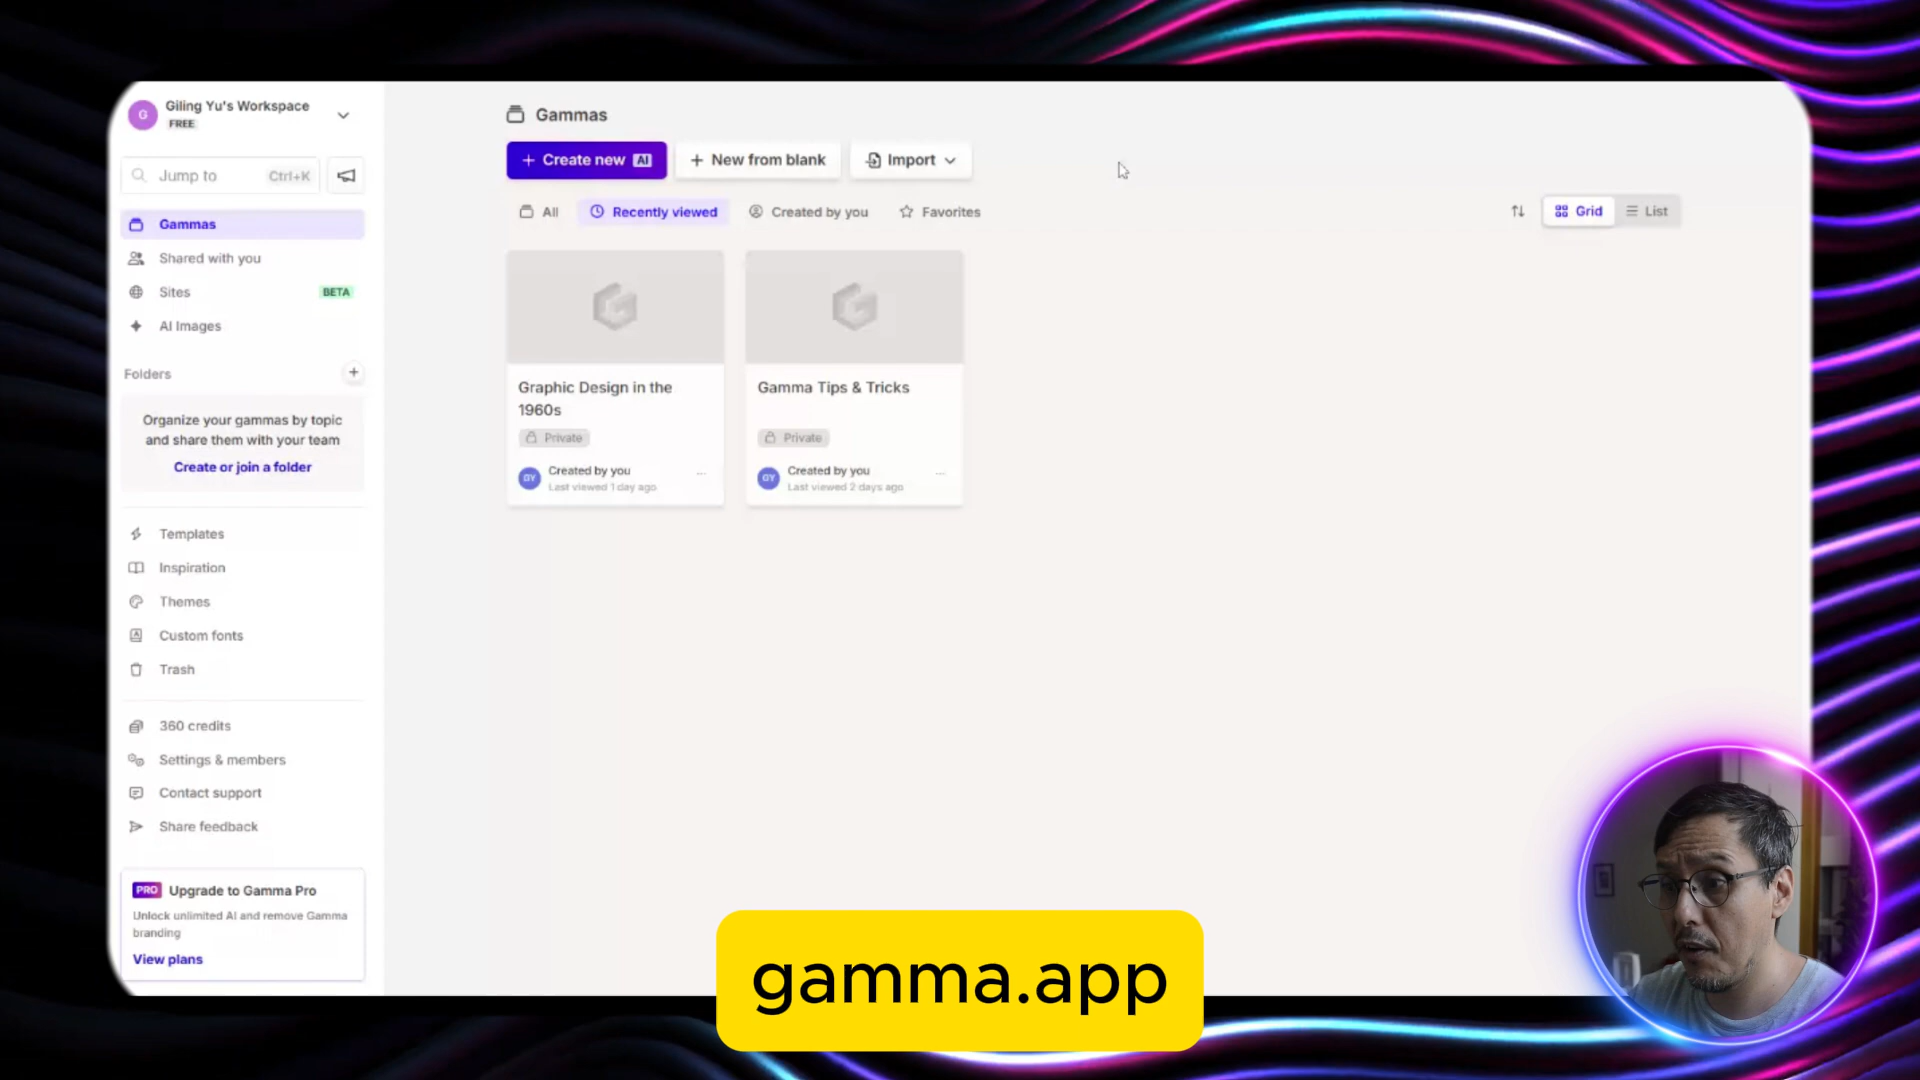 G
Giling Yu's Workspace
FREE
Jump to
Ctrl+K
Gammas
Shared with you
Sites
BETA
AI Images
Folders
+
Organize your gammas by topic
and share them with your team
Create or join a folder
Templates
Inspiration
Themes
Custom fonts
Trash
360 credits
Settings & members
Contact support
Share feedback
PRO Upgrade to Gamma Pro
Unlock unlimited AI and remove Gamma
branding
View plans
Gammas
+ Create new AI
+ New from blank
Import
All
Recently viewed
Created by you
Favorites
Grid
List
Graphic Design in the
1960s
Private
GY
Created by you
Last viewed 1 day ago
...
Gamma Tips & Tricks
Private
GY
Created by you
Last viewed 2 days ago
...
gamma.app